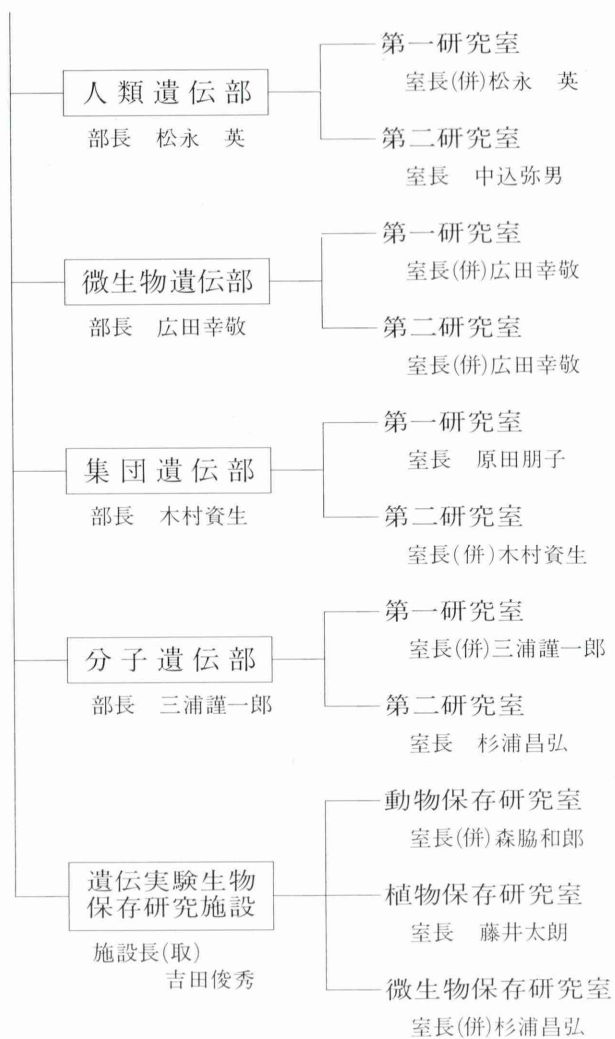 人類遺伝部
部長 松永 英
第一研究室
室長(併)松永 英
第二研究室
室長 中込弥男
微生物遺伝部
部長 広田幸敬
第一研究室
室長(併)広田幸敬
第二研究室
室長(併)広田幸敬
集団遺伝部
部長 木村資生
第一研究室
室長 原田朋子
第二研究室
室長(併)木村資生
分子遺伝部
部長 三浦謹一郎
第一研究室
室長(併)三浦謹一郎
第二研究室
室長 杉浦昌弘
遺伝実験生物
保存研究施設
施設長(取)
吉田俊秀
動物保存研究室
室長(併)森脇和郎
植物保存研究室
室長 藤井太朗
微生物保存研究室
室長(併)杉浦昌弘